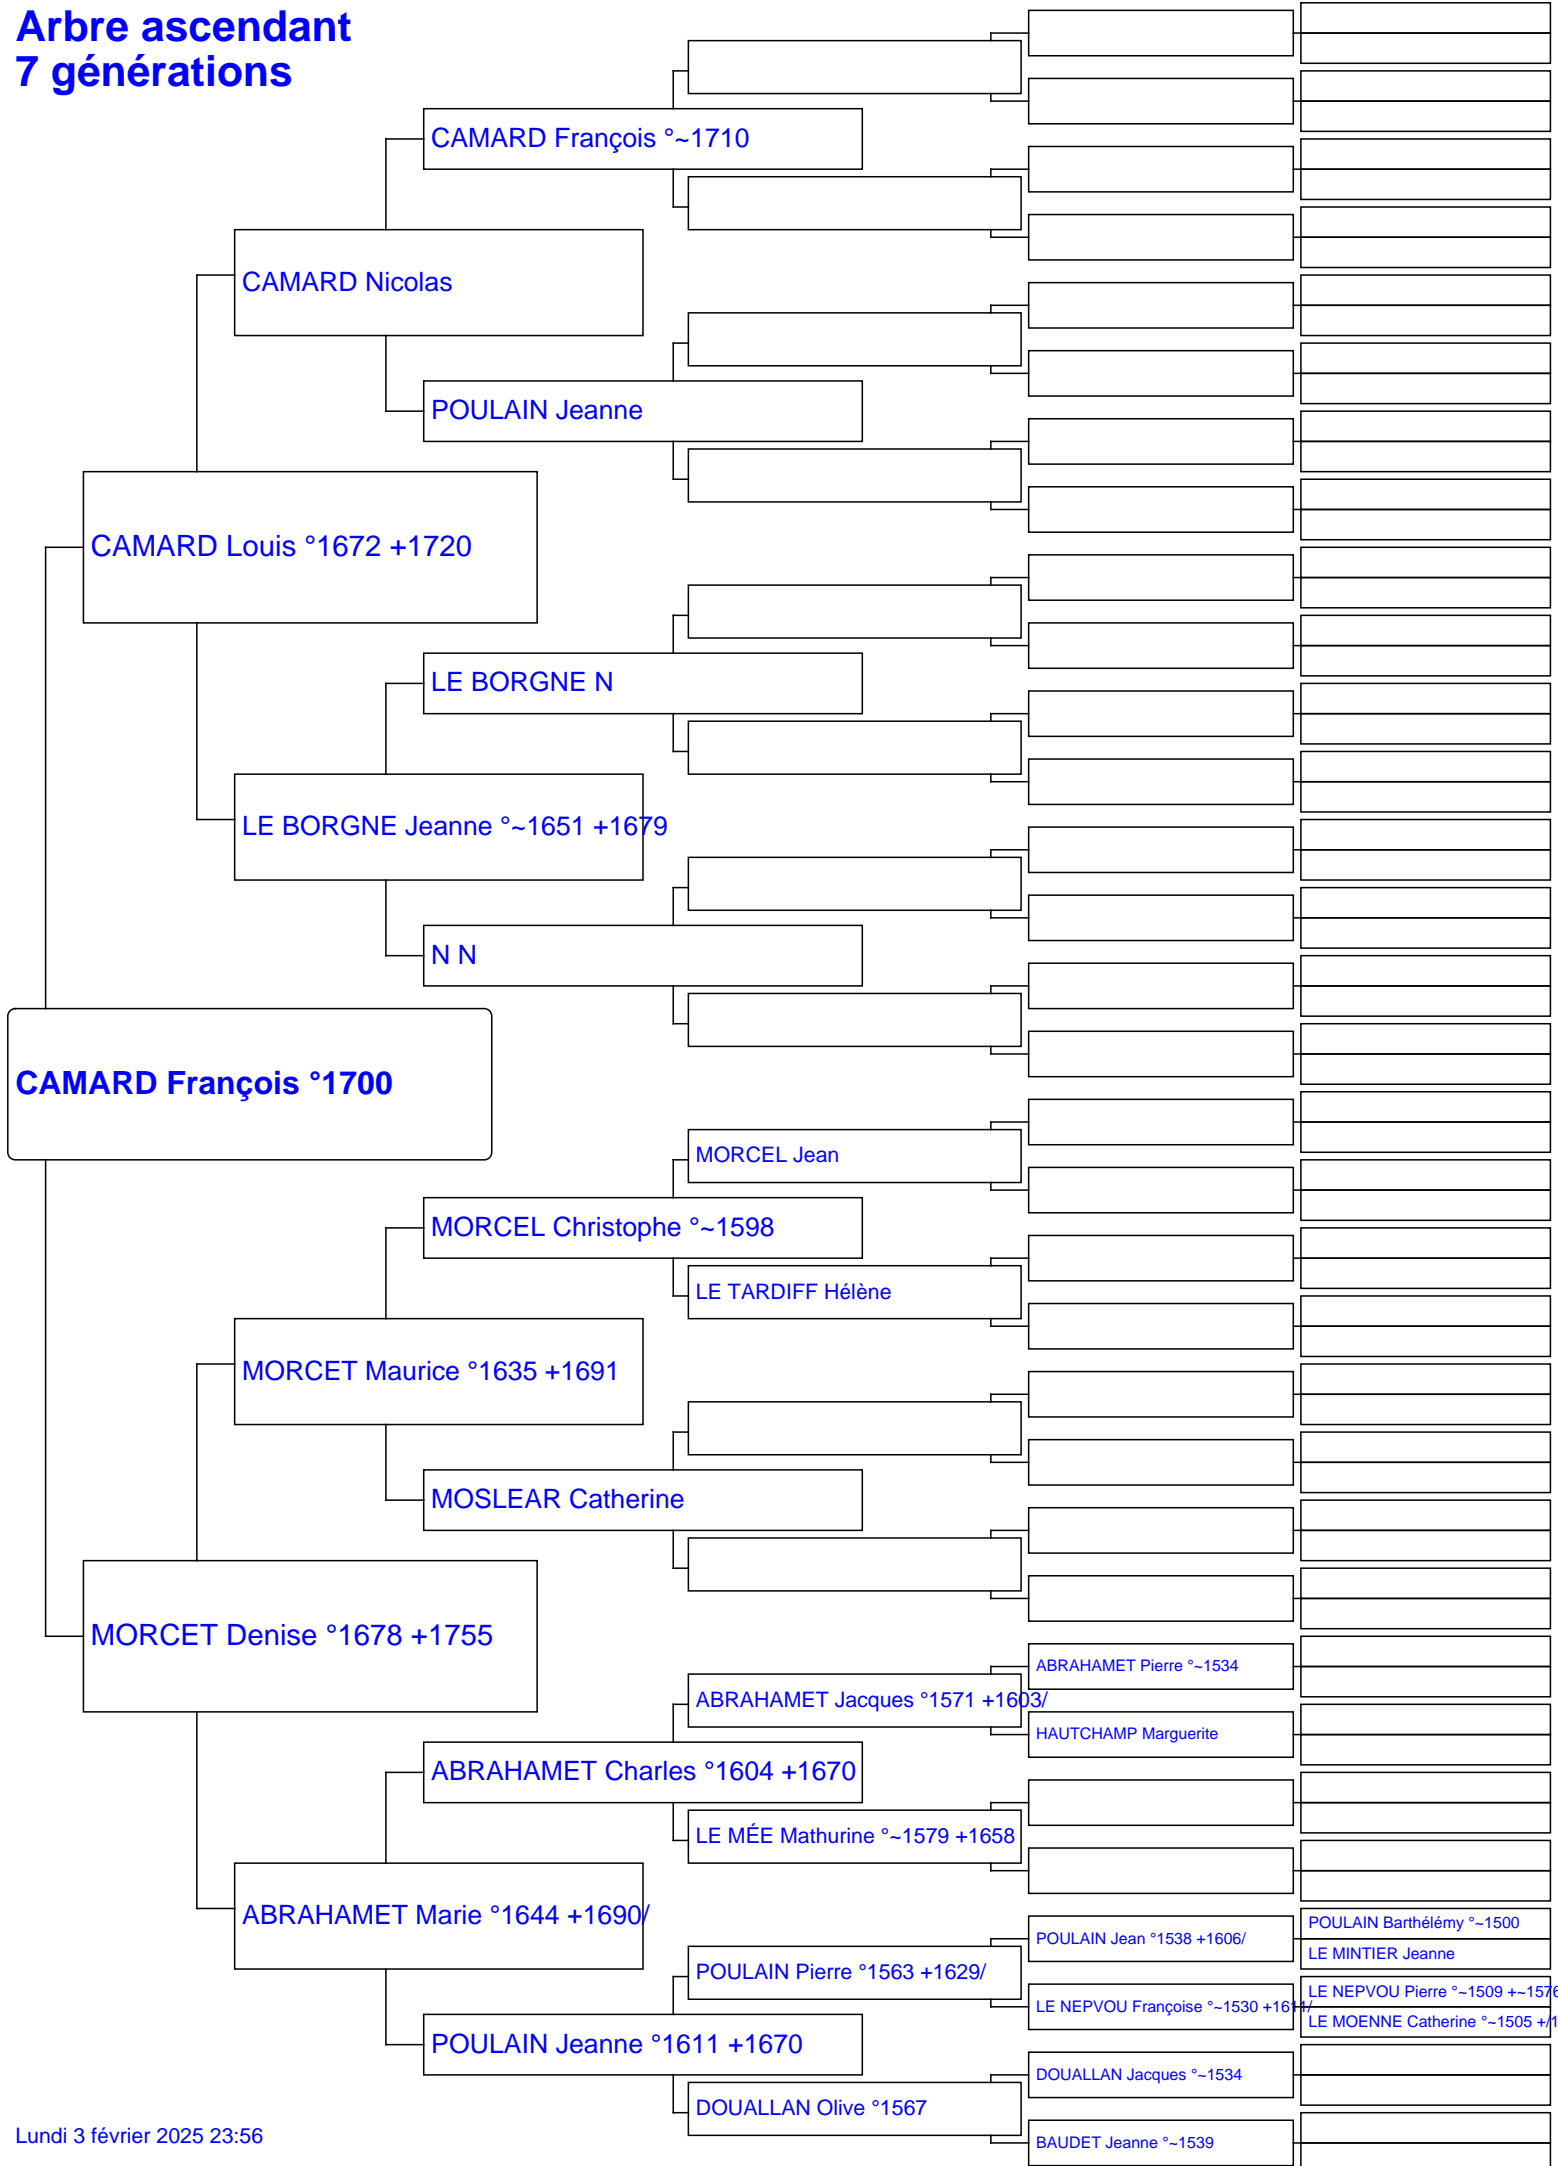 Arbre ascendant
7 générations
CAMARD François °~1710
CAMARD Nicolas
POULAIN Jeanne
CAMARD Louis °1672 +1720
LE BORGNE N
LE BORGNE Jeanne °~1651 +1679
N N
CAMARD François °1700
MORCEL Jean
MORCEL Christophe °~1598
LE TARDIFF Hélène
MORCET Maurice °1635 +1691
MOSLEAR Catherine
MORCET Denise °1678 +1755
ABRAHAMET Pierre °~1534
ABRAHAMET Jacques °1571 +1603/
HAUTCHAMP Marguerite
ABRAHAMET Charles °1604 +1670
LE MÉE Mathurine °~1579 +1658
ABRAHAMET Marie °1644 +1690/
POULAIN Barthélémy °~1500
POULAIN Jean °1538 +1606/
LE MINTIER Jeanne
POULAIN Pierre °1563 +1629/
LE NEPVOU Pierre °~1509 +~1576
LE NEPVOU Françoise °~1530 +1611/
LE MOENNE Catherine °~1505 +/1
POULAIN Jeanne °1611 +1670
DOUALLAN Jacques °~1534
DOUALLAN Olive °1567
BAUDET Jeanne °~1539
Lundi 3 février 2025 23:56